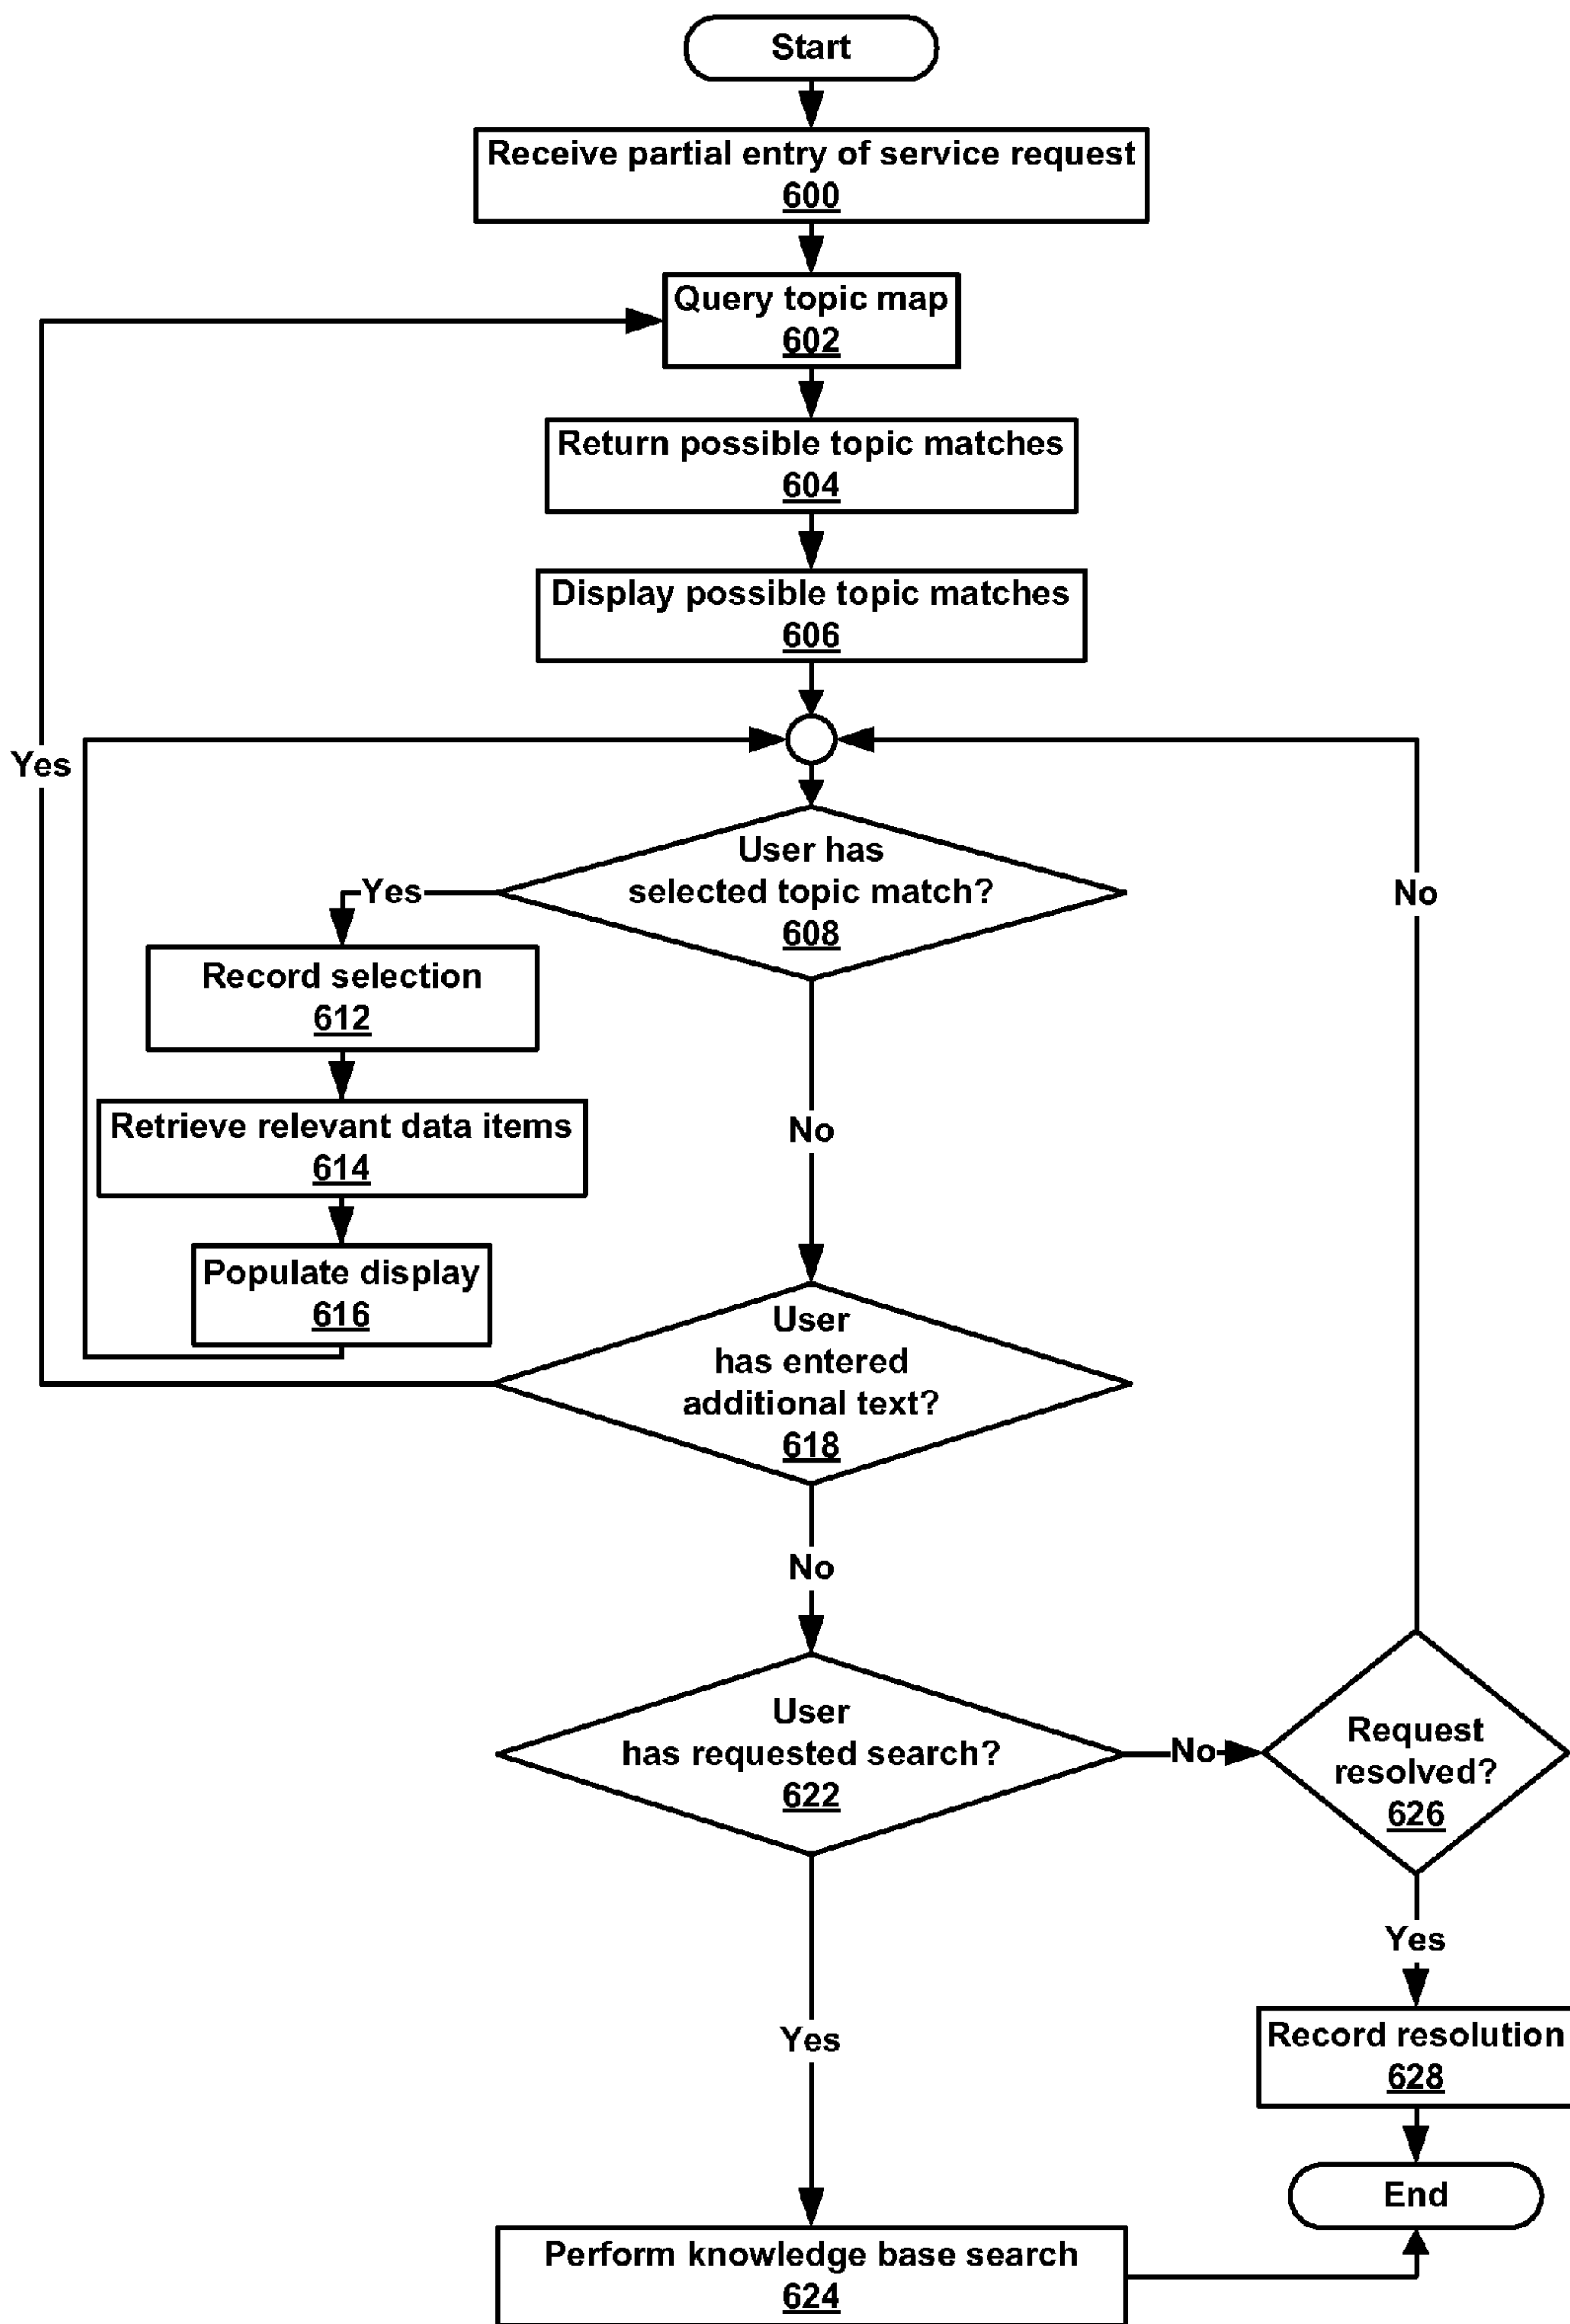 Start
Receive partial entry of service request
600
Query topic map
602
Return possible topic matches
604
Display possible topic matches
606
Yes
User has
selected topic match?
608
Yes
No
Record selection
612
Retrieve relevant data items
614
No
Populate display
616
User
has entered
additional text?
618
No
User
has requested search?
622
No
Request
resolved?
626
Yes
Record resolution
628
Yes
End
Perform knowledge base search
624